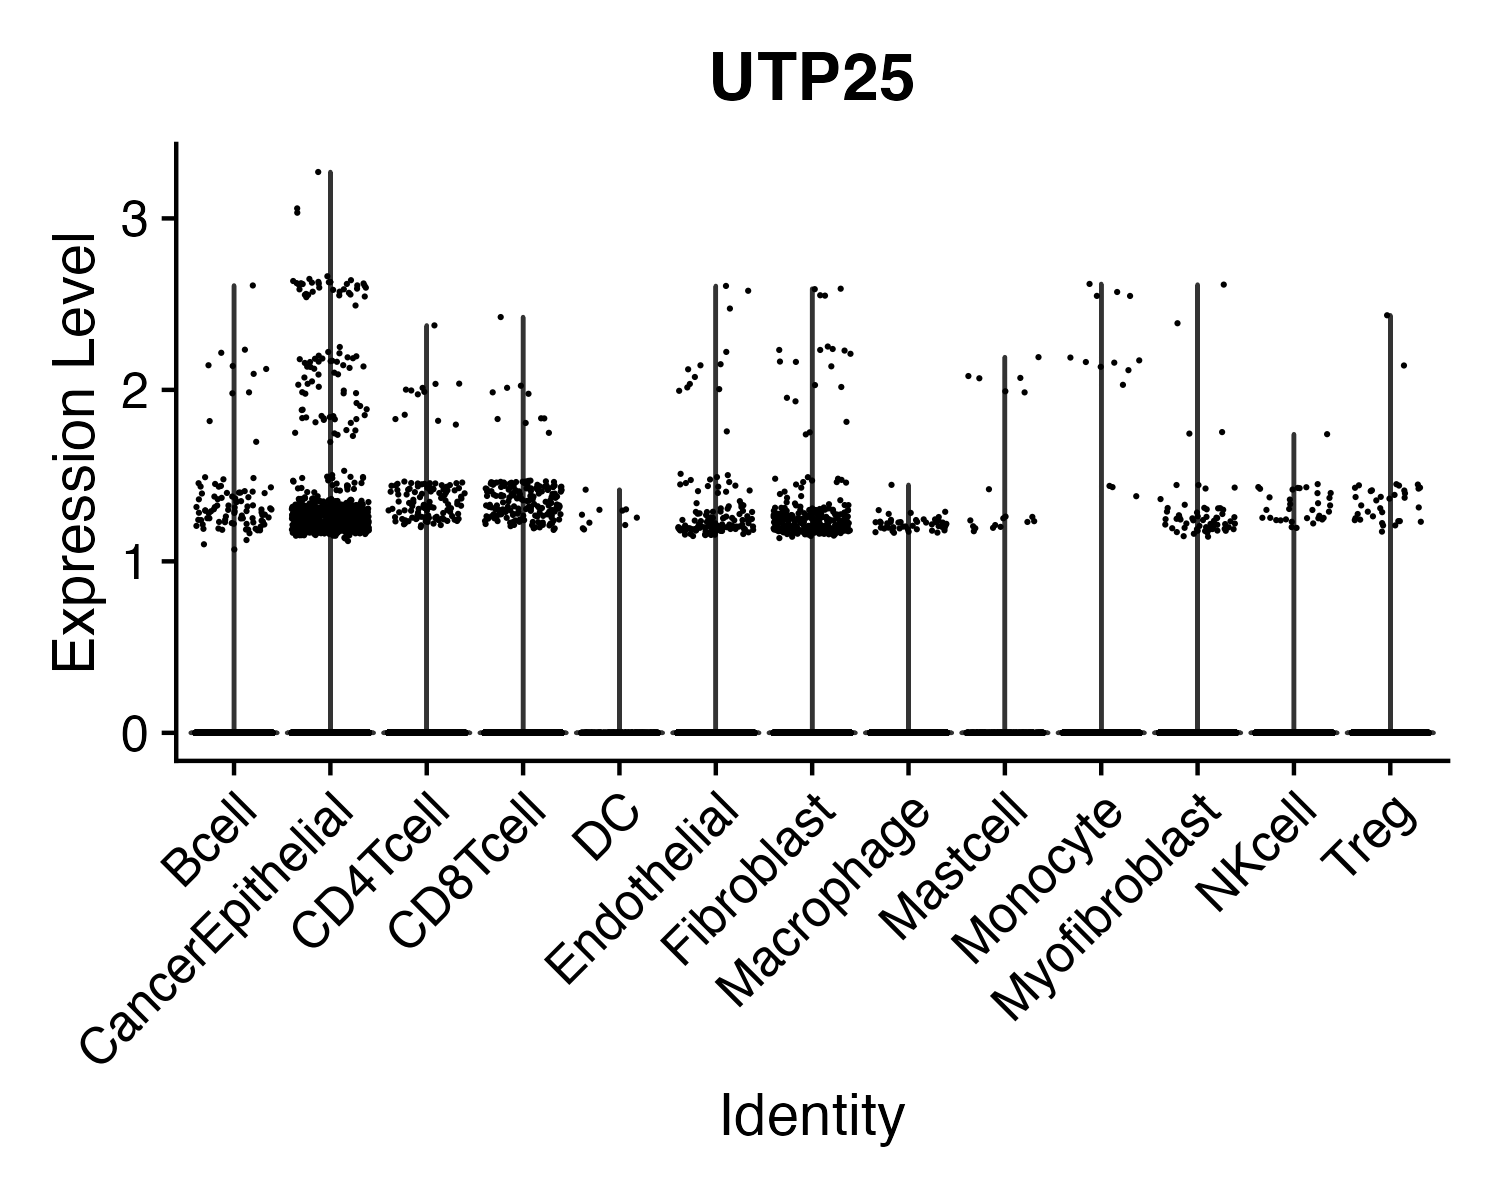 UTP25
Expression Level
3
2
1
0
Bcell
CancerEpithelial
CD4Tcell
CD8Tcell
DC
Endothelial
Fibroblast
Macrophage
Mastcell
Monocyte
Myofibroblast
NKcell
Treg
Identity